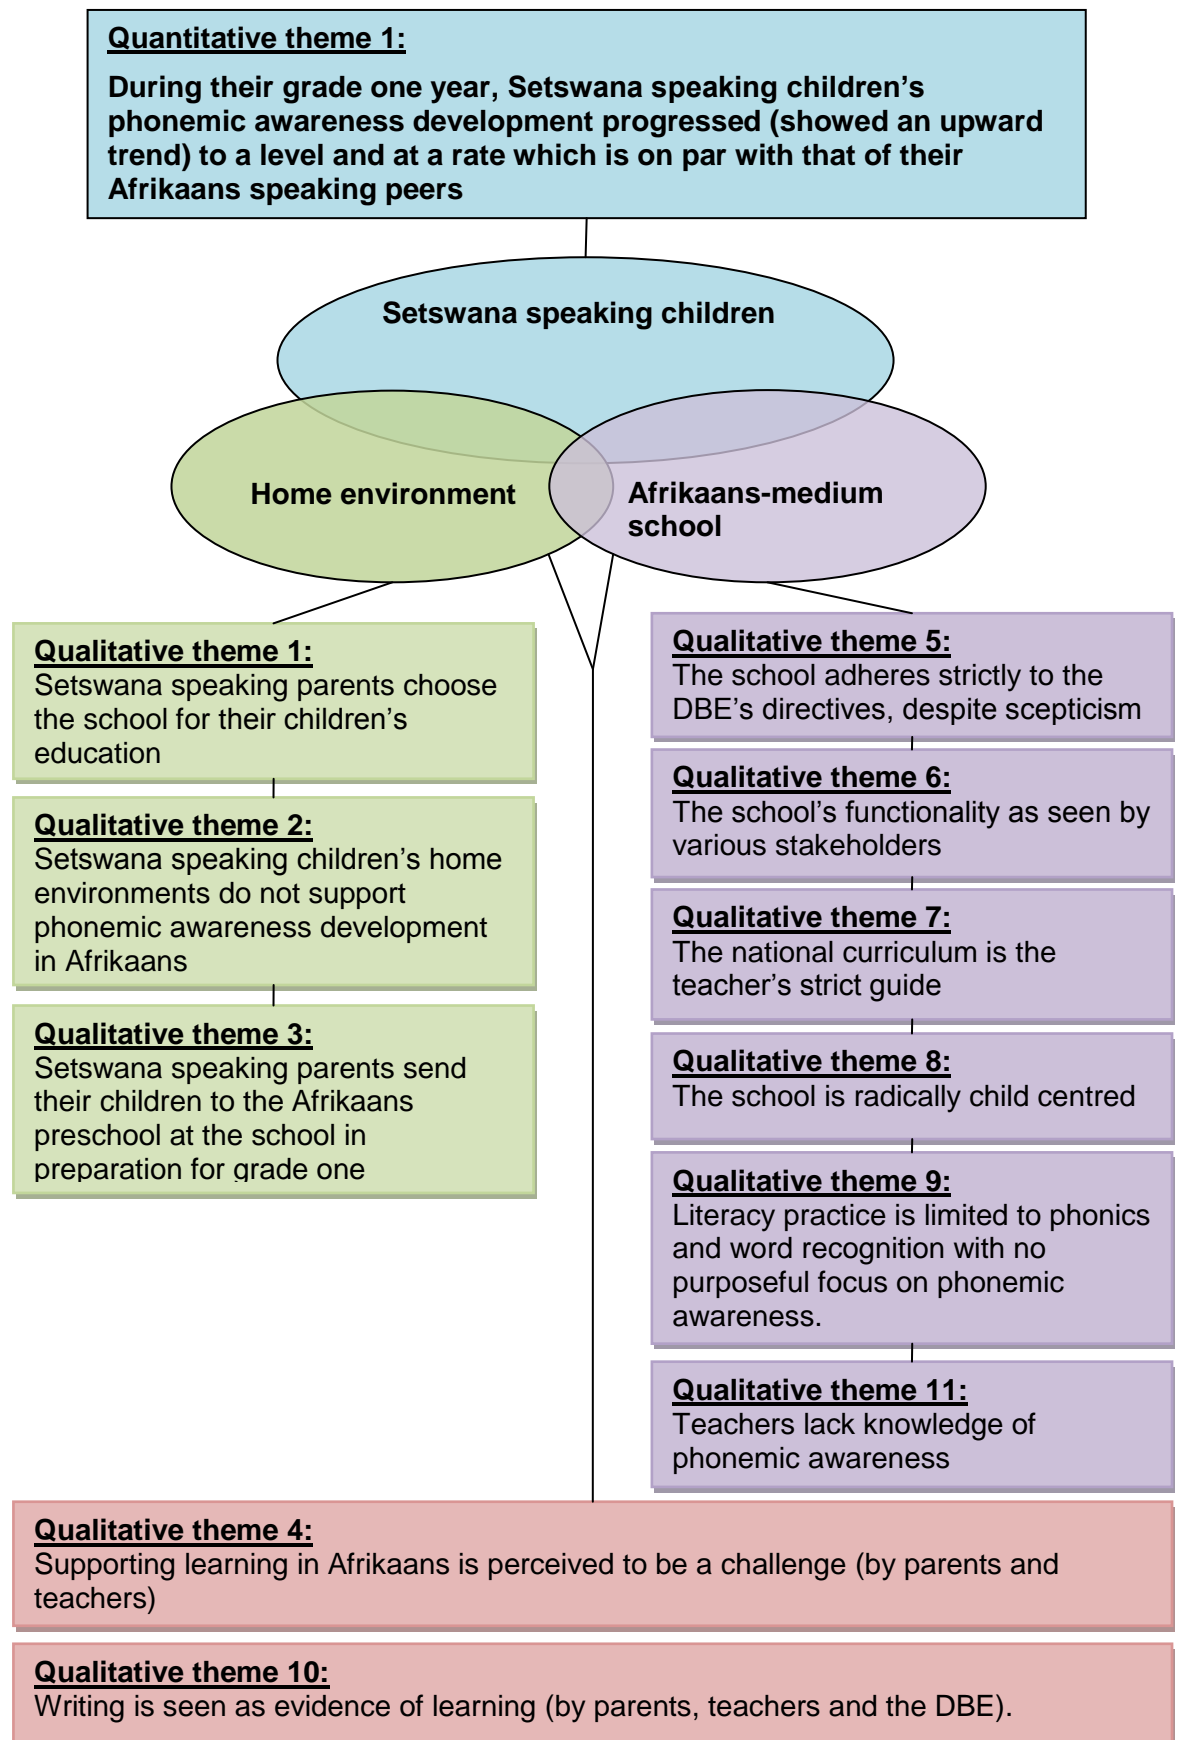 Quantitative theme 1:
During their grade one year, Setswana speaking children’s
phonemic awareness development progressed (showed an upward
trend) to a level and at a rate which is on par with that of their
Afrikaans speaking peers
Setswana speaking children
Home environment
Afrikaans-medium
school
Qualitative theme 1:
Setswana speaking parents choose
the school for their children’s
education
Qualitative theme 2:
Setswana speaking children’s home
environments do not support
phonemic awareness development
in Afrikaans
Qualitative theme 3:
Setswana speaking parents send
their children to the Afrikaans
preschool at the school in
preparation for grade one
Qualitative theme 5:
The school adheres strictly to the
DBE’s directives, despite scepticism
Qualitative theme 6:
The school’s functionality as seen by
various stakeholders
Qualitative theme 7:
The national curriculum is the
teacher’s strict guide
Qualitative theme 8:
The school is radically child centred
Qualitative theme 9:
Literacy practice is limited to phonics
and word recognition with no
purposeful focus on phonemic
awareness.
Qualitative theme 11:
Teachers lack knowledge of
phonemic awareness
Qualitative theme 4:
Supporting learning in Afrikaans is perceived to be a challenge (by parents and
teachers)
Qualitative theme 10:
Writing is seen as evidence of learning (by parents, teachers and the DBE).